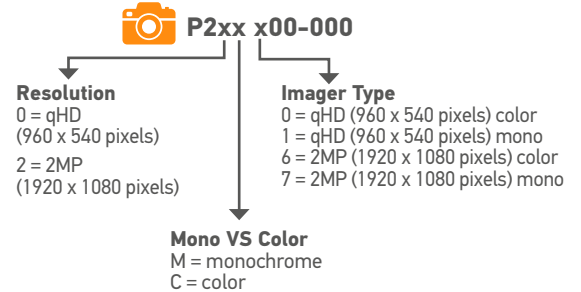 P2xx x00-000
Resolution
0 = qHD
(960 x 540 pixels)
2 = 2MP
(1920 x 1080 pixels)
Imager Type
0 = qHD (960 x 540 pixels) color
1 = qHD (960 x 540 pixels) mono
6 = 2MP (1920 x 1080 pixels) color
7 = 2MP (1920 x 1080 pixels) mono
Mono VS Color
M = monochrome
C = color